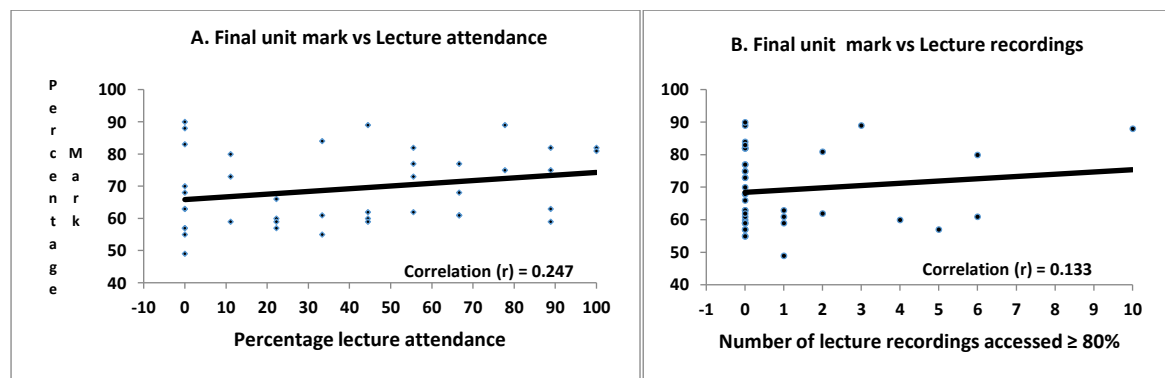 A. Final unit mark vs Lecture attendance
Percentage
Mark
100
90
80
70
60
50
40
Correlation (r) = 0.247
-10 0 10 20 30 40 50 60 70 80 90 100
Percentage lecture attendance
B. Final unit mark vs Lecture recordings
100
90
80
70
60
50
40
Correlation (r) = 0.133
-1 0 1 2 3 4 5 6 7 8 9 10
Number of lecture recordings accessed ≥ 80%